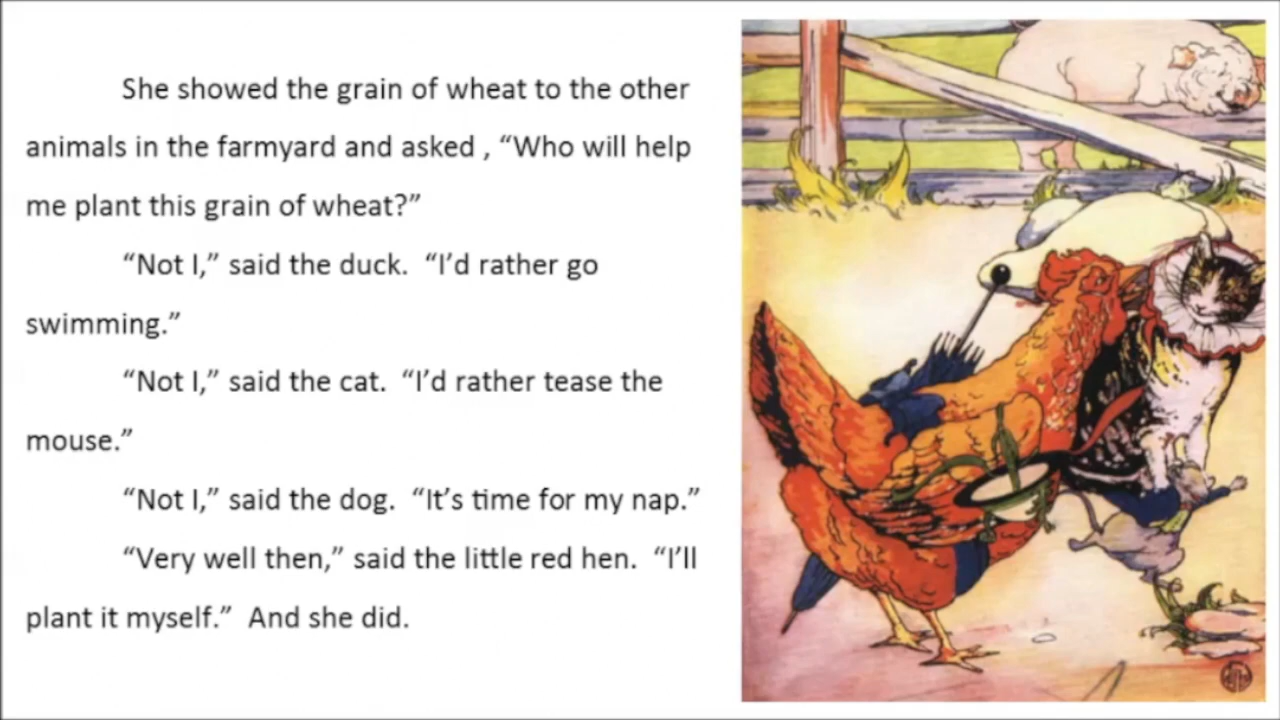 She showed the grain of wheat to the other
animals in the farmyard and asked , “Who will help
me plant this grain of wheat?”
“Not I,” said the duck.  “I’d rather go
swimming.”
“Not I,” said the cat.  “I’d rather tease the
mouse.”
“Not I,” said the dog.  “It’s time for my nap.”
“Very well then,” said the little red hen.  “I’ll
plant it myself.”  And she did.